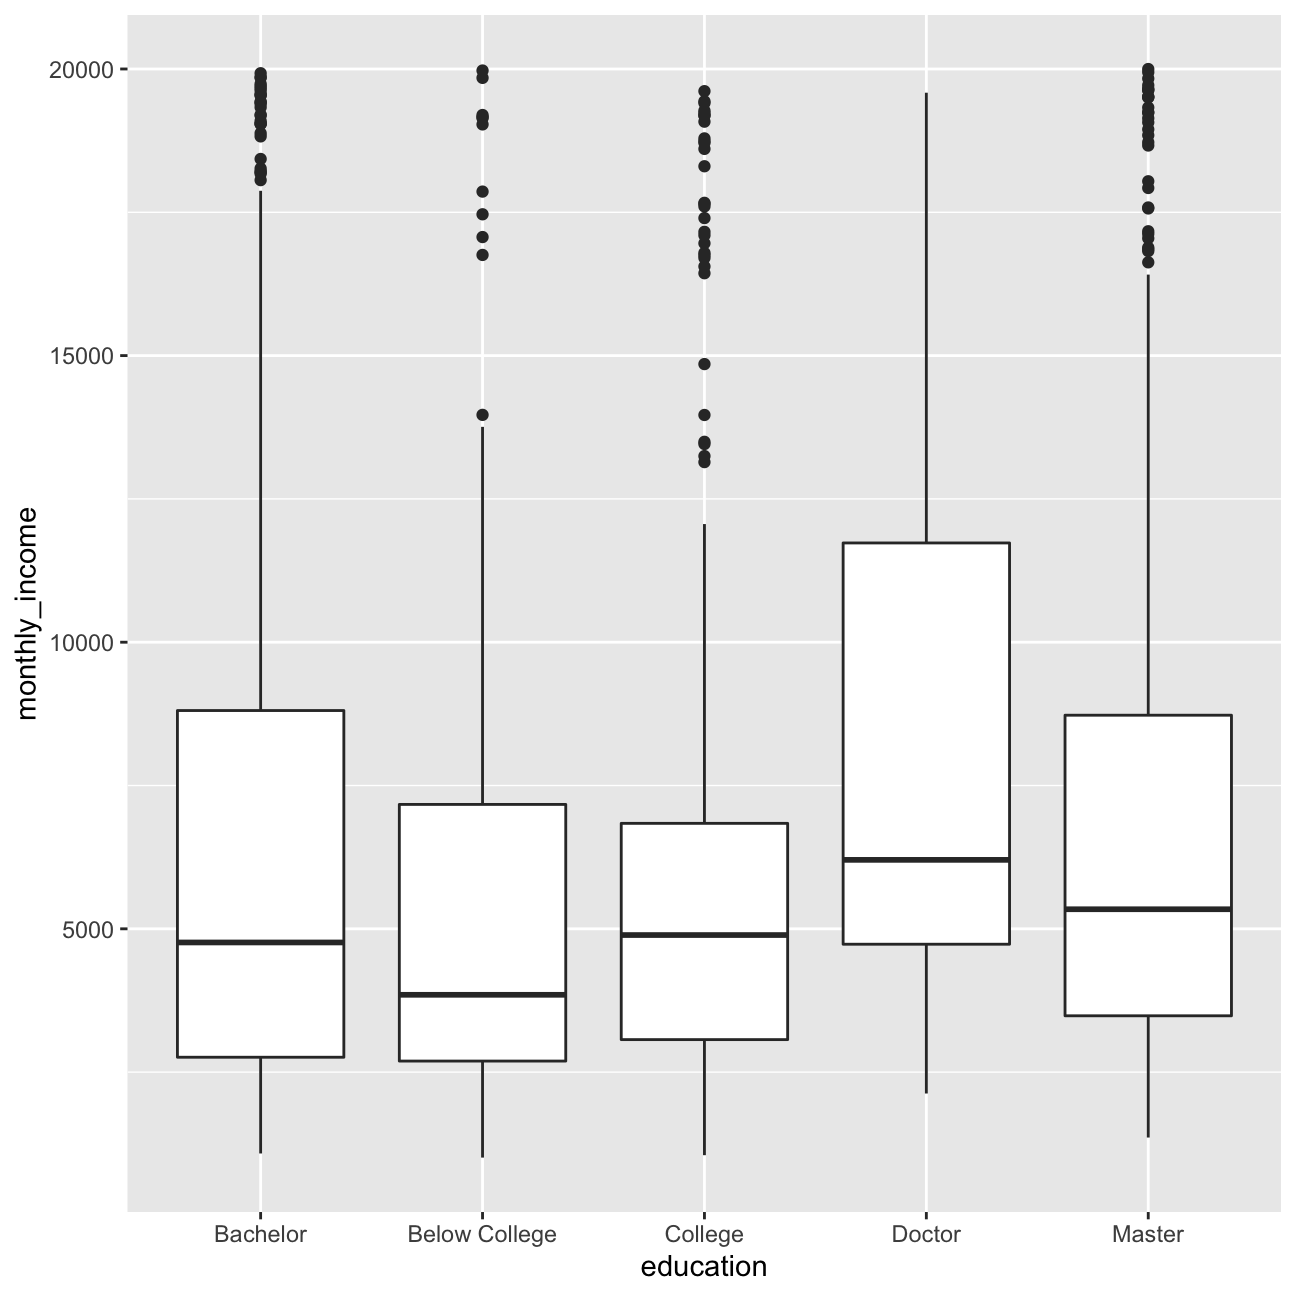 monthly_income
20000
15000
10000
5000
Bachelor
Below College
College
Doctor
Master
education